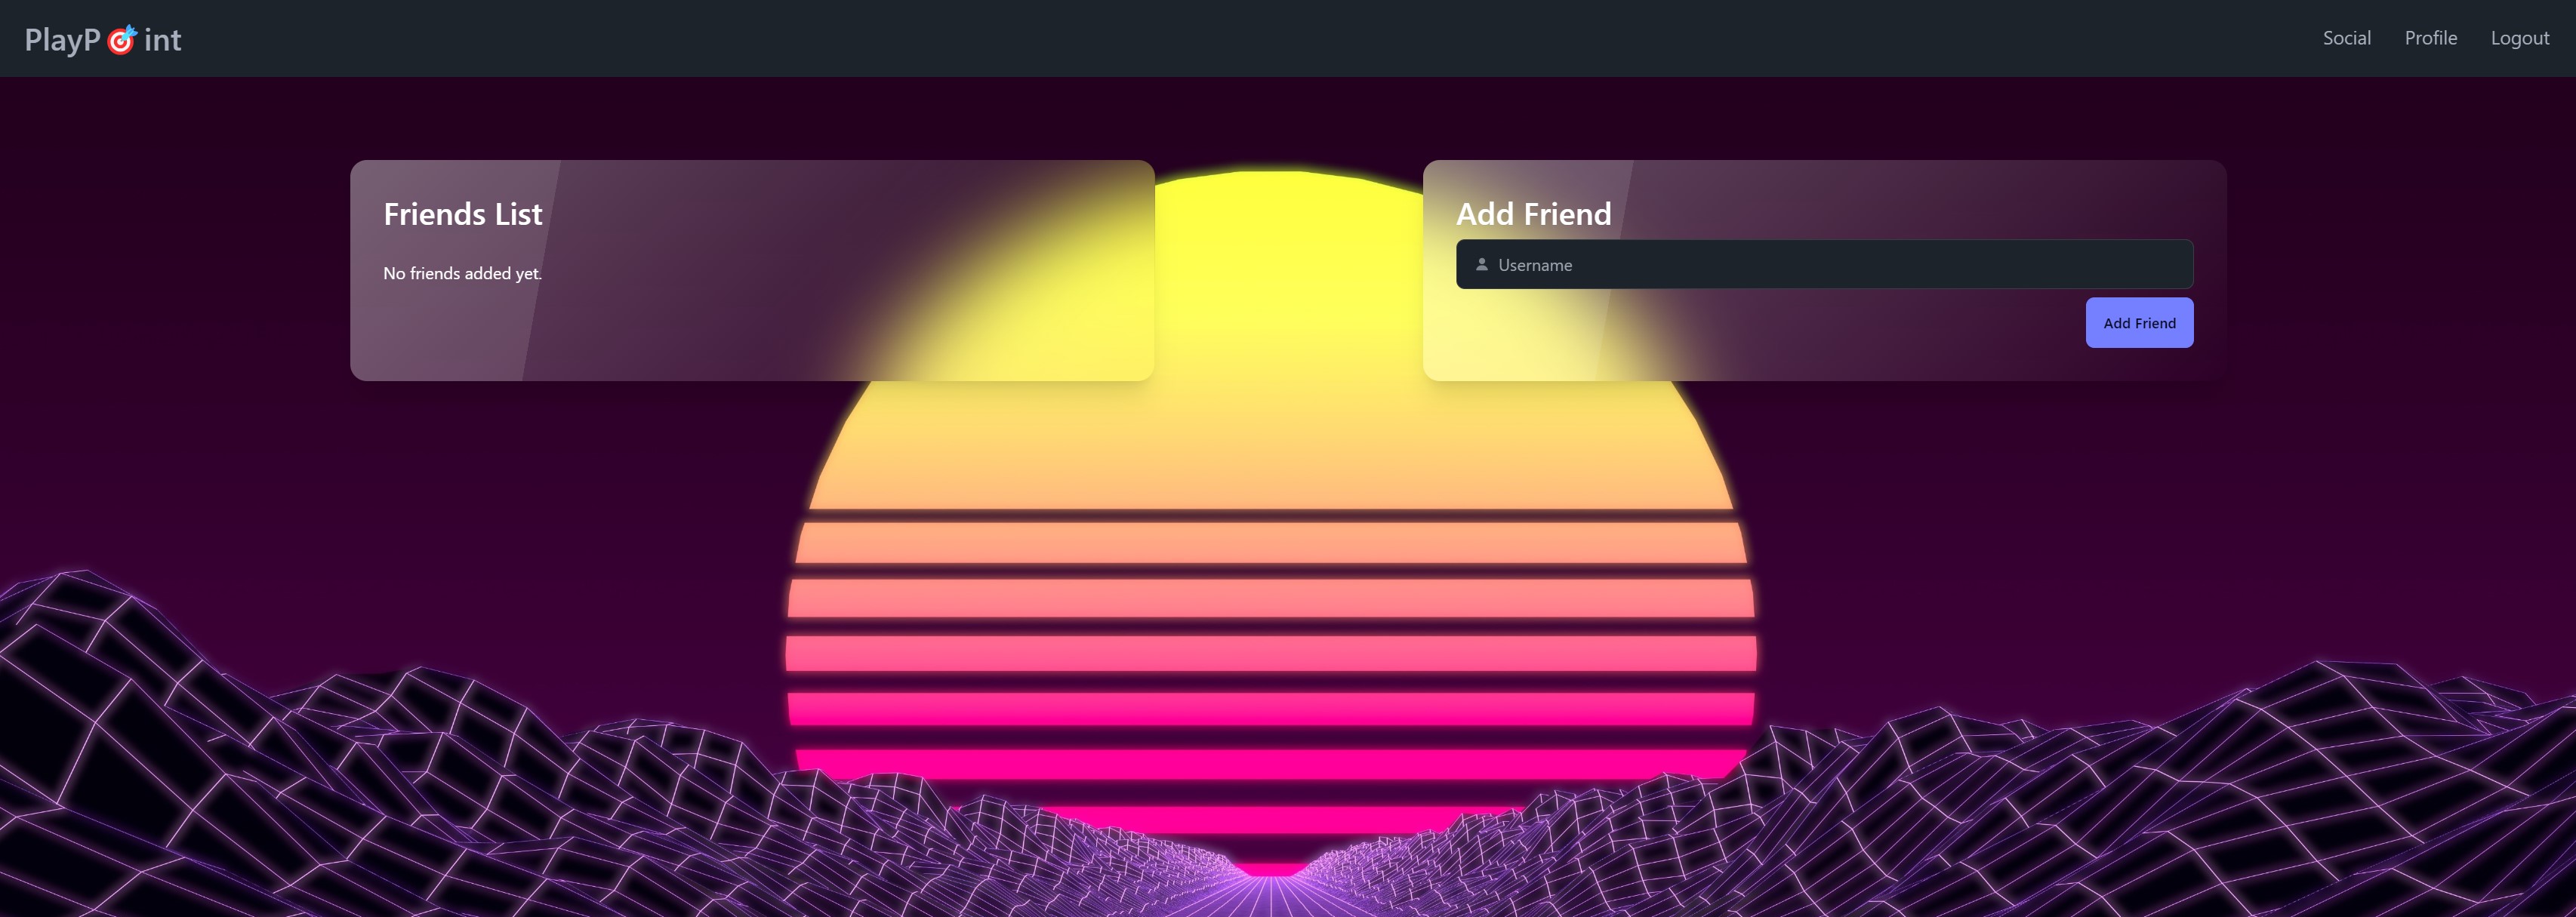 PlayP🎯int
Social Profile Logout
Friends List
No friends added yet.
Add Friend
Username
Add Friend